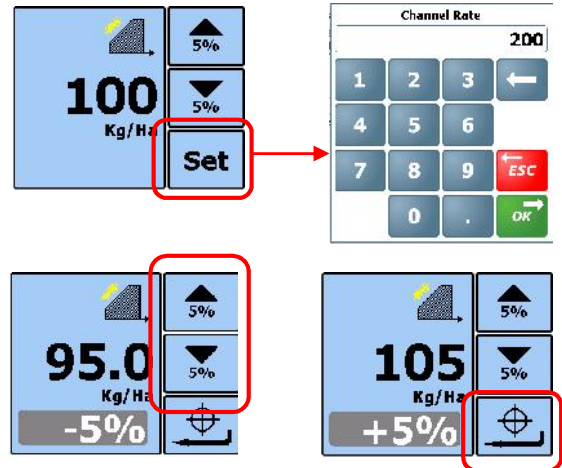 100
Kg/Ha
5%
5%
Set
Channel Rate
200
1 2 3
4 5 6
7 8 9 ESC
0 . OK
95.0
Kg/Ha
-5%
5%
5%
105
Kg/Ha
+5%
5%
5%